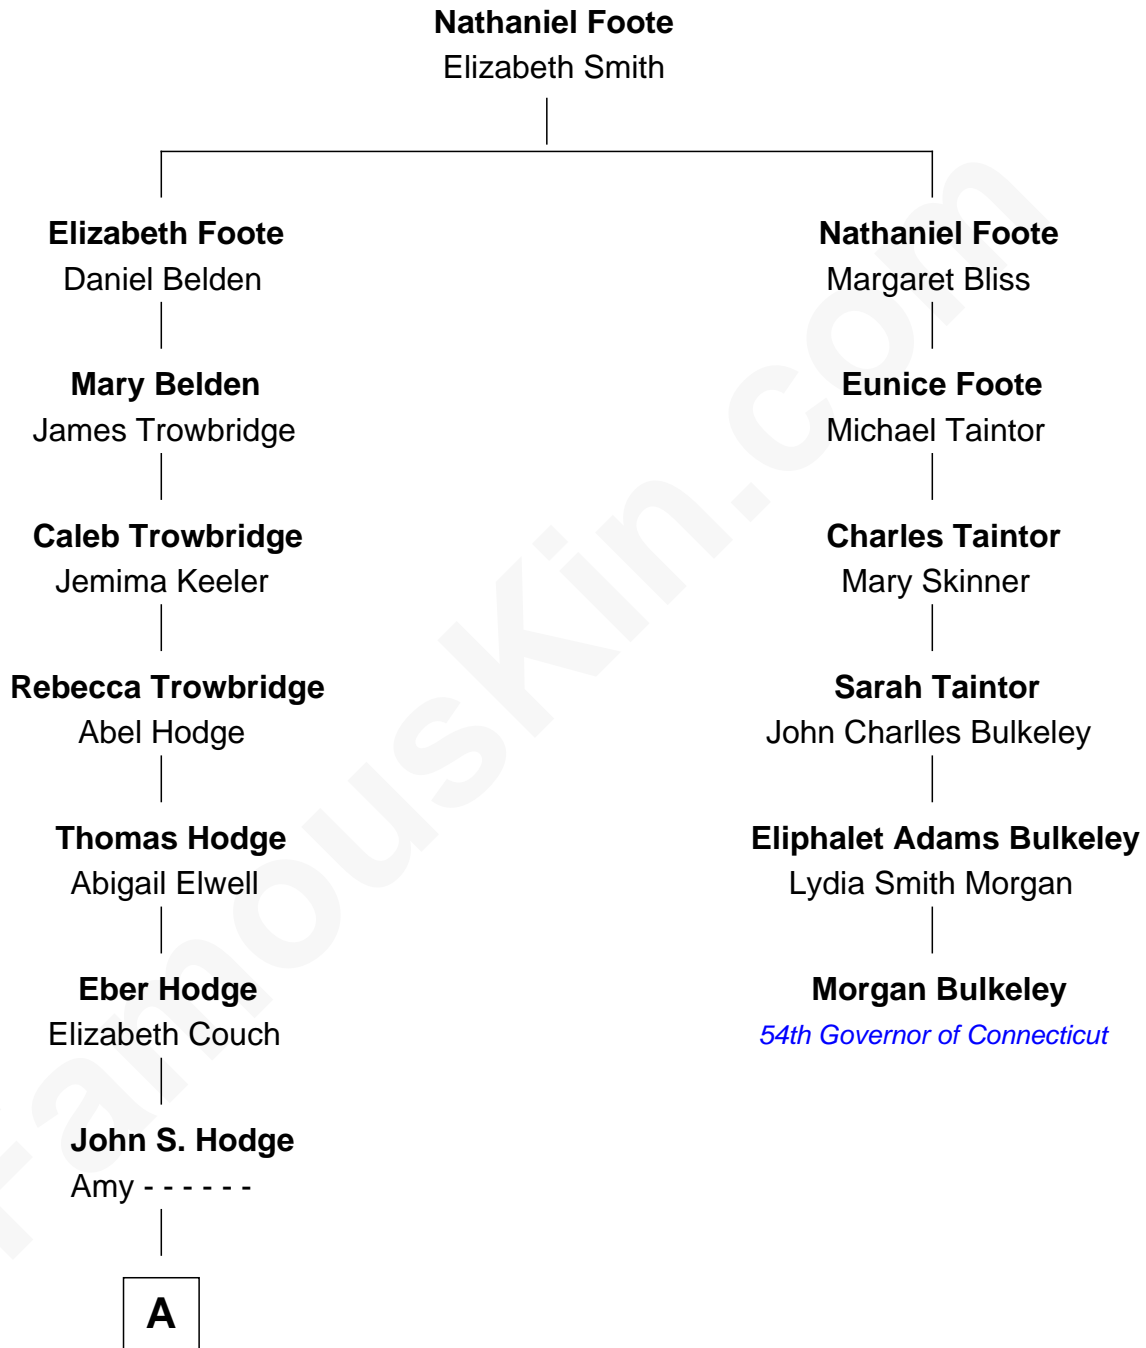 Nathaniel Foote
Elizabeth Smith
Elizabeth Foote
Daniel Belden
Nathaniel Foote
Margaret Bliss
Mary Belden
James Trowbridge
Eunice Foote
Michael Taintor
Caleb Trowbridge
Jemima Keeler
Charles Taintor
Mary Skinner
Rebecca Trowbridge
Abel Hodge
Sarah Taintor
John Charlles Bulkeley
Thomas Hodge
Abigail Elwell
Eliphalet Adams Bulkeley
Lydia Smith Morgan
Eber Hodge
Elizabeth Couch
Morgan Bulkeley
54th Governor of Connecticut
John S. Hodge
Amy - - - - - -
A
FamousKin.com